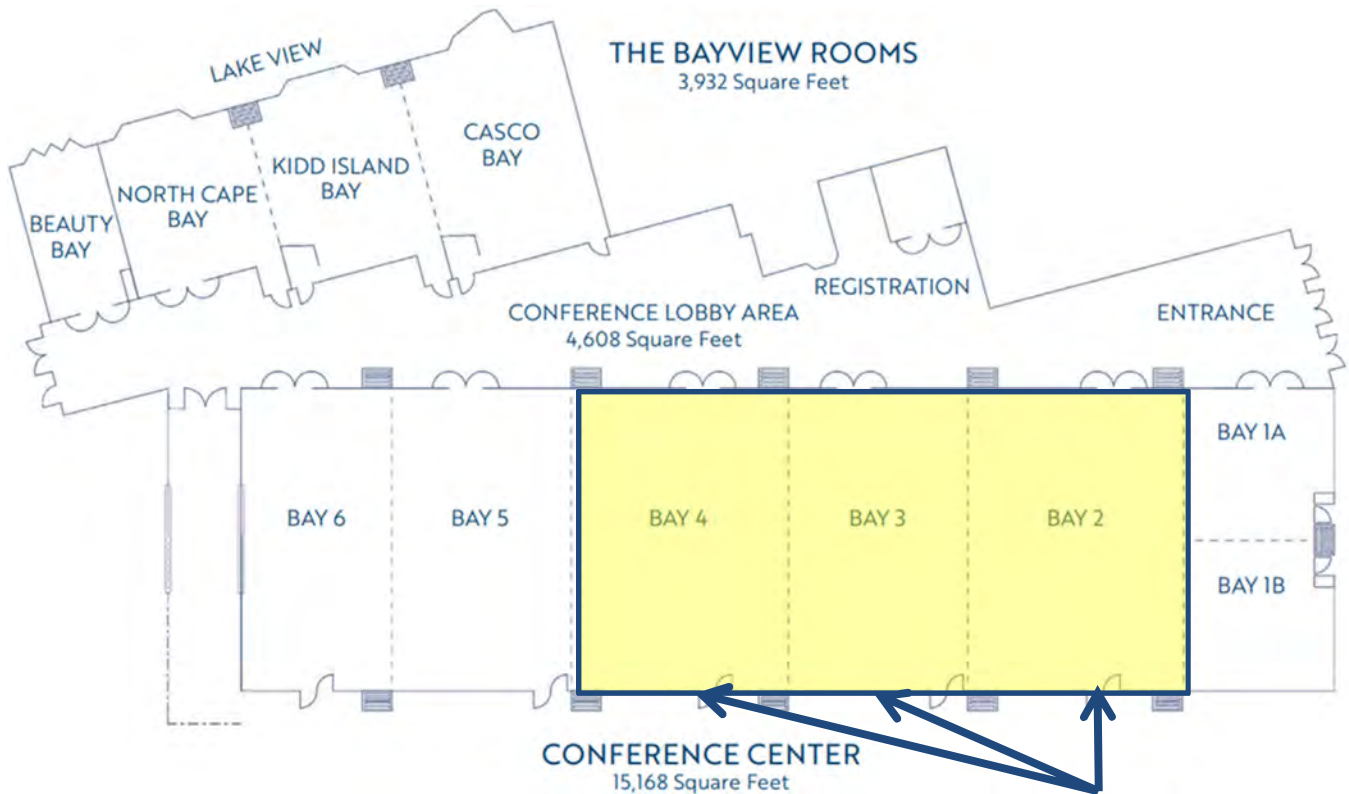 THE BAYVIEW ROOMS
3,932 Square Feet
LAKE VIEW
CASCO
BAY
KIDD ISLAND
BAY
NORTH CAPE
BAY
BEAUTY
BAY
REGISTRATION
CONFERENCE LOBBY AREA
4,608 Square Feet
ENTRANCE
BAY 1A
BAY 6
BAY 5
BAY 4
BAY 3
BAY 2
BAY 1B
CONFERENCE CENTER
15,168 Square Feet